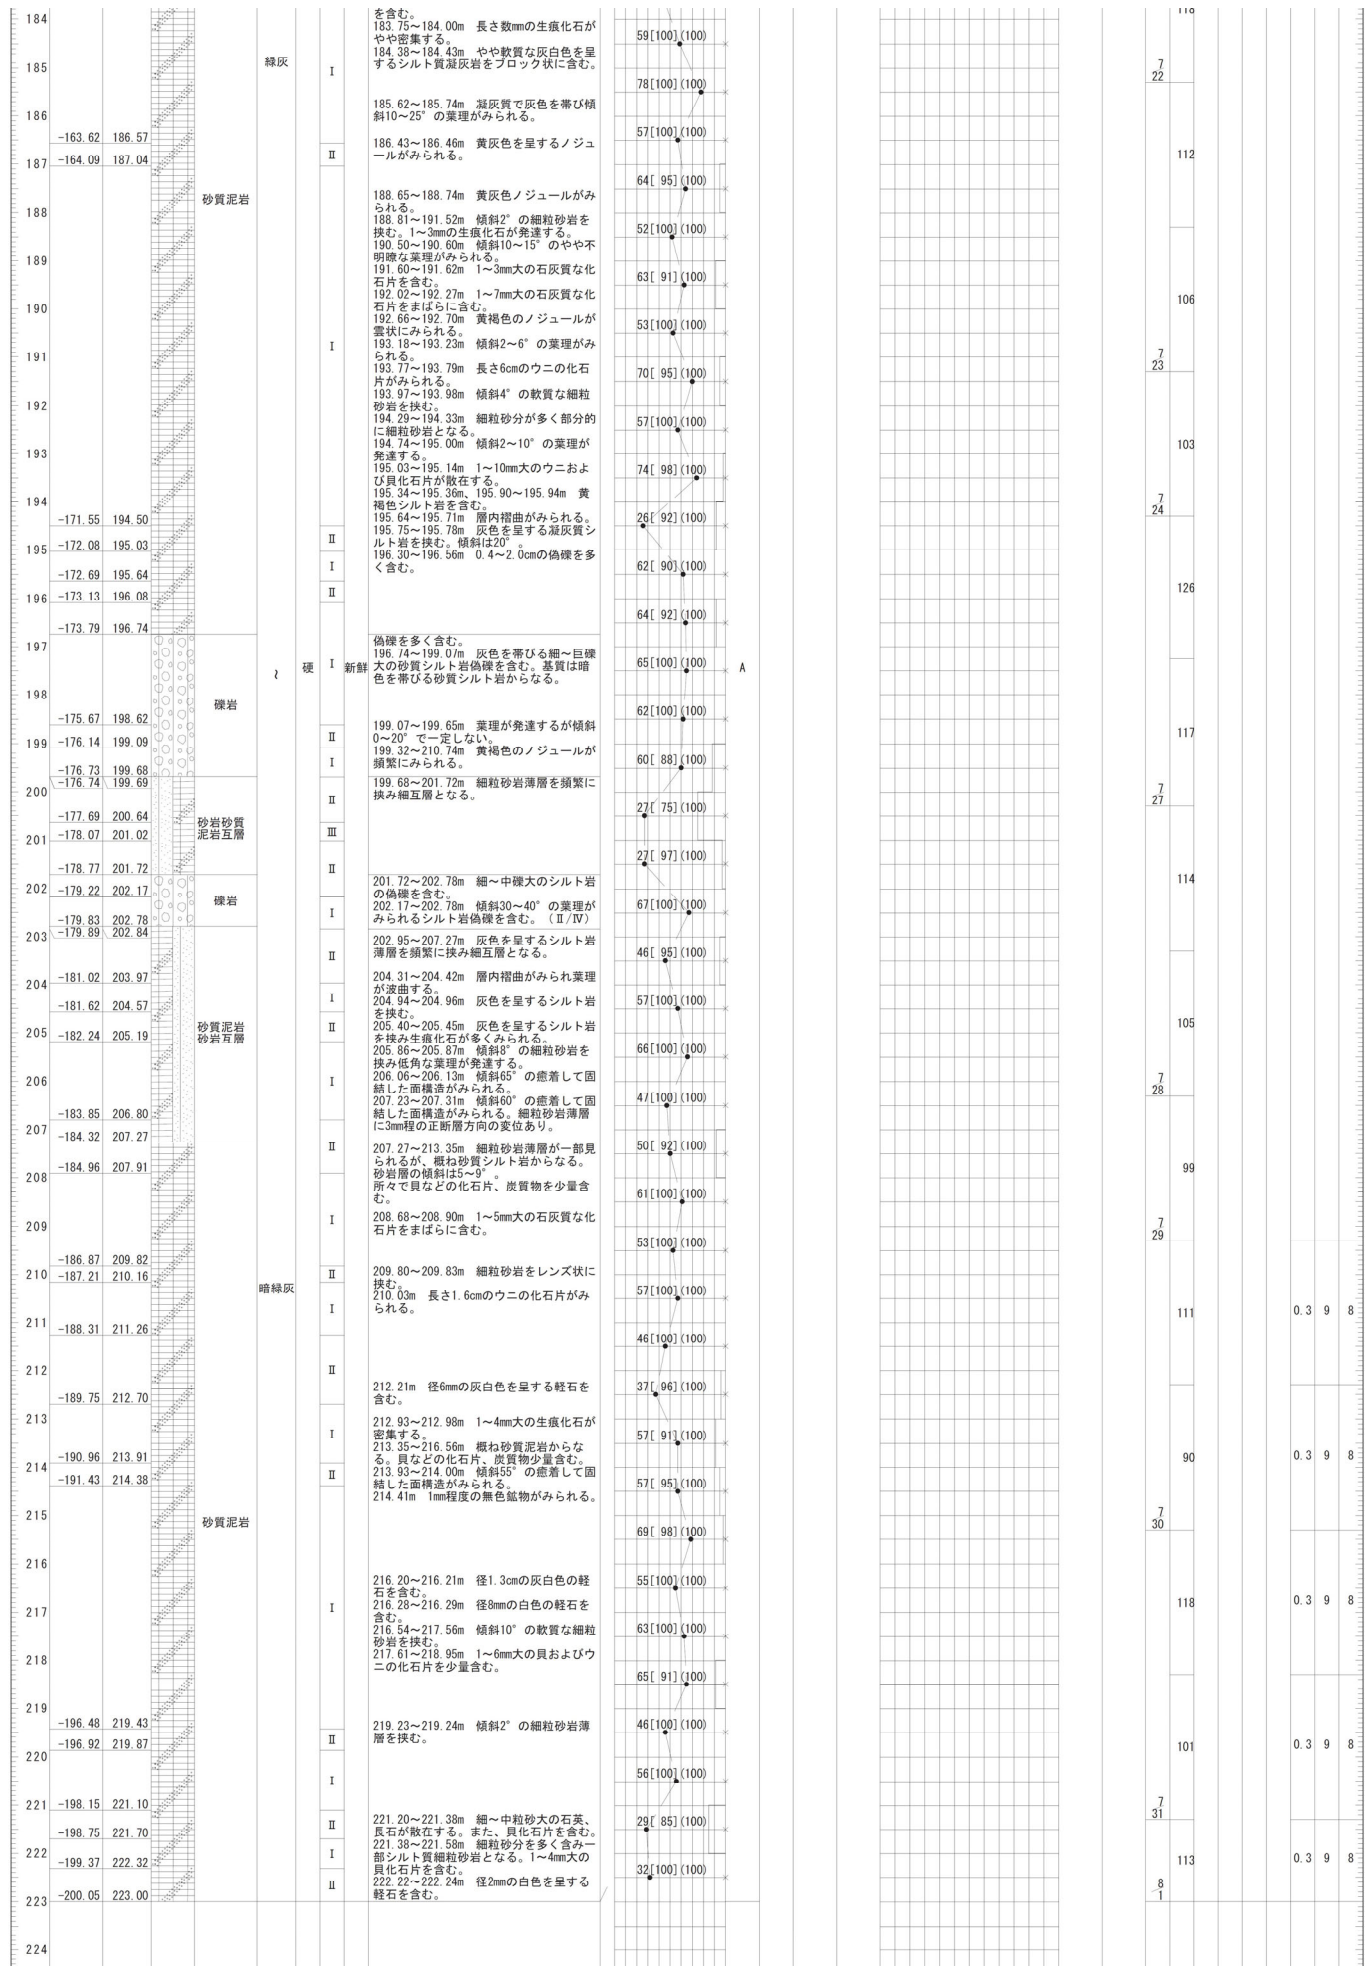 184
185
186
187
188
189
190
191
192
193
194
195
196
197
198
199
200
201
202
203
204
205
206
207
208
209
210
211
212
213
214
215
216
217
218
219
220
221
222
223
224
-163.62 186.57
-164.09 187.04
-171.55 194.50
-172.08 195.03
-172.69 195.64
-173.13 196.08
-173.79 196.74
-175.67 198.62
-176.14 199.09
-176.73 199.68
-176.74 199.69
-177.69 200.64
-178.07 201.02
-178.77 201.72
-179.22 202.17
-179.83 202.78
-179.89 202.84
-181.02 203.97
-181.62 204.57
-182.24 205.19
-183.85 206.80
-184.32 207.27
-184.96 207.91
-186.87 209.82
-187.21 210.16
-188.31 211.26
-189.75 212.70
-190.96 213.91
-191.43 214.38
-196.48 219.43
-196.92 219.87
-198.15 221.10
-198.75 221.70
-199.37 222.32
-200.05 223.00
砂質泥岩
礫岩
砂岩砂質
泥岩互層
礫岩
砂質泥岩
砂岩互層
砂質泥岩
緑灰
～
暗緑灰
硬
Ⅰ
Ⅱ
Ⅰ
Ⅱ
Ⅰ
Ⅱ
Ⅰ
Ⅱ
Ⅰ
Ⅱ
Ⅲ
Ⅱ
Ⅰ
Ⅱ
Ⅰ
Ⅱ
Ⅰ
Ⅱ
Ⅰ
Ⅱ
Ⅰ
Ⅱ
Ⅰ
Ⅱ
Ⅰ
Ⅱ
Ⅰ
Ⅱ
Ⅰ
Ⅱ
新鮮
を含む。
183.75～184.00m 長さ数mmの生痕化石が
やや密集する。
184.38～184.43m やや軟質な灰白色を呈
するシルト質凝灰岩をブロック状に含む。
185.62～185.74m 凝灰質で灰色を帯び傾
斜10～25°の葉理がみられる。
186.43～186.46m 黄灰色を呈するノジュ
ールがみられる。
188.65～188.74m 黄灰色ノジュールがみ
られる。
188.81～191.52m 傾斜2°の細粒砂岩を
挟む。1～3mmの生痕化石が発達する。
190.50～190.60m 傾斜10～15°のやや不
明瞭な葉理がみられる。
191.60～191.62m 1～3mm大の石灰質な化
石片を含む。
192.02～192.27m 1～7mm大の石灰質な化
石片をまばらに含む。
192.66～192.70m 黄褐色のノジュールが
雲状にみられる。
193.18～193.23m 傾斜2～6°の葉理がみ
られる。
193.77～193.79m 長さ6cmのウニの化石
片がみられる。
193.97～193.98m 傾斜4°の軟質な細粒
砂岩を挟む。
194.29～194.33m 細粒砂分が多く部分的
に細粒砂岩となる。
194.74～195.00m 傾斜2～10°の葉理が
発達する。
195.03～195.14m 1～10mm大のウニおよ
び貝化石片が散在する。
195.34～195.36m、195.90～195.94m 黄
褐色シルト岩を含む。
195.64～195.71m 層内褶曲がみられる。
195.75～195.78m 灰色を呈する凝灰質シ
ルト岩を挟む。傾斜は20°。
196.30～196.56m 0.4～2.0cmの偽礫を多
く含む。
偽礫を多く含む。
196.74～199.07m 灰色を帯びる細～巨礫
大の砂質シルト岩偽礫を含む。基質は暗
色を帯びる砂質シルト岩からなる。
199.07～199.65m 葉理が発達するが傾斜
0～20°で一定しない。
199.32～210.74m 黄褐色のノジュールが
頻繁にみられる。
199.68～201.72m 細粒砂岩薄層を頻繁に
挟み細互層となる。
201.72～202.78m 細～中礫大のシルト岩
の偽礫を含む。
202.17～202.78m 傾斜30～40°の葉理が
みられるシルト岩偽礫を含む。（Ⅱ/Ⅳ）
202.95～207.27m 灰色を呈するシルト岩
薄層を頻繁に挟み細互層となる。
204.31～204.42m 層内褶曲がみられ葉理
が波曲する。
204.94～204.96m 灰色を呈するシルト岩
を挟む。
205.40～205.45m 灰色を呈するシルト岩
を挟み生痕化石が多くみられる。
205.86～205.87m 傾斜8°の細粒砂岩を
挟み低角な葉理が発達する。
206.06～206.13m 傾斜65°の癒着して固
結した面構造がみられる。
207.23～207.31m 傾斜60°の癒着して固
結した面構造がみられる。細粒砂岩薄層
に3mm程の正断層方向の変位あり。
207.27～213.35m 細粒砂岩薄層が一部見
られるが、概ね砂質シルト岩からなる。
砂岩層の傾斜は5～9°。
所々で貝などの化石片、炭質物を少量含
む。
208.68～208.90m 1～5mm大の石灰質な化
石片をまばらに含む。
209.80～209.83m 細粒砂岩をレンズ状に
挟む。
210.03m 長さ1.6cmのウニの化石片がみ
られる。
212.21m 径6mmの灰白色を呈する軽石を
含む。
212.93～212.98m 1～4mm大の生痕化石が
密集する。
213.35～216.56m 概ね砂質泥岩からな
る。貝などの化石片、炭質物少量含む。
213.93～214.00m 傾斜55°の癒着して固
結した面構造がみられる。
214.41m 1mm程度の無色鉱物がみられる。
216.20～216.21m 径1.3cmの灰白色の軽
石を含む。
216.28～216.29m 径8mmの白色の軽石を
含む。
216.54～217.56m 傾斜10°の軟質な細粒
砂岩を挟む。
217.61～218.95m 1～6mm大の貝およびウ
ニの化石片を少量含む。
219.23～219.24m 傾斜2°の細粒砂岩薄
層を挟む。
221.20～221.38m 細～中粒砂大の石英、
長石が散在する。また、貝化石片を含む。
221.38～221.58m 細粒砂分を多く含み一
部シルト質細粒砂岩となる。1～4mm大の
貝化石片を含む。
222.22～222.24m 径2mmの白色を呈する
軽石を含む。
59[100](100)
78[100](100)
57[100](100)
64[ 95](100)
52[100](100)
63[ 91](100)
53[100](100)
70[ 95](100)
57[100](100)
74[ 98](100)
26[ 92](100)
62[ 90](100)
64[ 92](100)
65[100](100)
62[100](100)
60[ 88](100)
27[ 75](100)
27[ 97](100)
67[100](100)
46[ 95](100)
57[100](100)
66[100](100)
47[100](100)
50[ 92](100)
61[100](100)
53[100](100)
57[100](100)
46[100](100)
37[ 96](100)
57[ 91](100)
57[ 95](100)
69[ 98](100)
55[100](100)
63[100](100)
65[ 91](100)
46[100](100)
56[100](100)
29[ 85](100)
32[100](100)
A
7
22
7
23
7
24
7
27
7
28
7
29
7
30
7
31
8
1
112
106
103
126
117
114
105
99
111
90
118
101
113
0.3 9 8
0.3 9 8
0.3 9 8
0.3 9 8
0.3 9 8